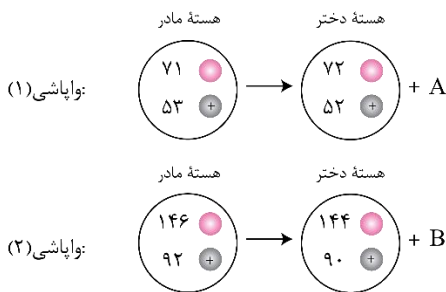 هستهٔ مادر هستهٔ دختر
واپاشی(۱): ۷۱ ۵۳ + ۷۲ ۵۲ + + A
هستهٔ مادر هستهٔ دختر
واپاشی(۲): ۱۴۶ ۹۲ + ۱۴۴ ۹۰ + + B